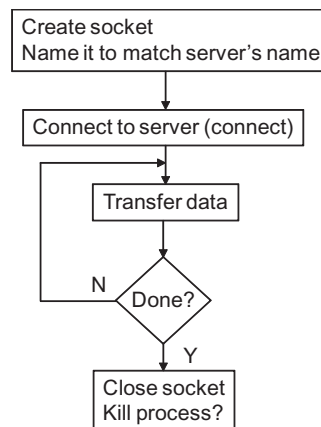 Create socket
Name it to match server's name
Connect to server (connect)
Transfer data
Done?
N
Y
Close socket
Kill process?